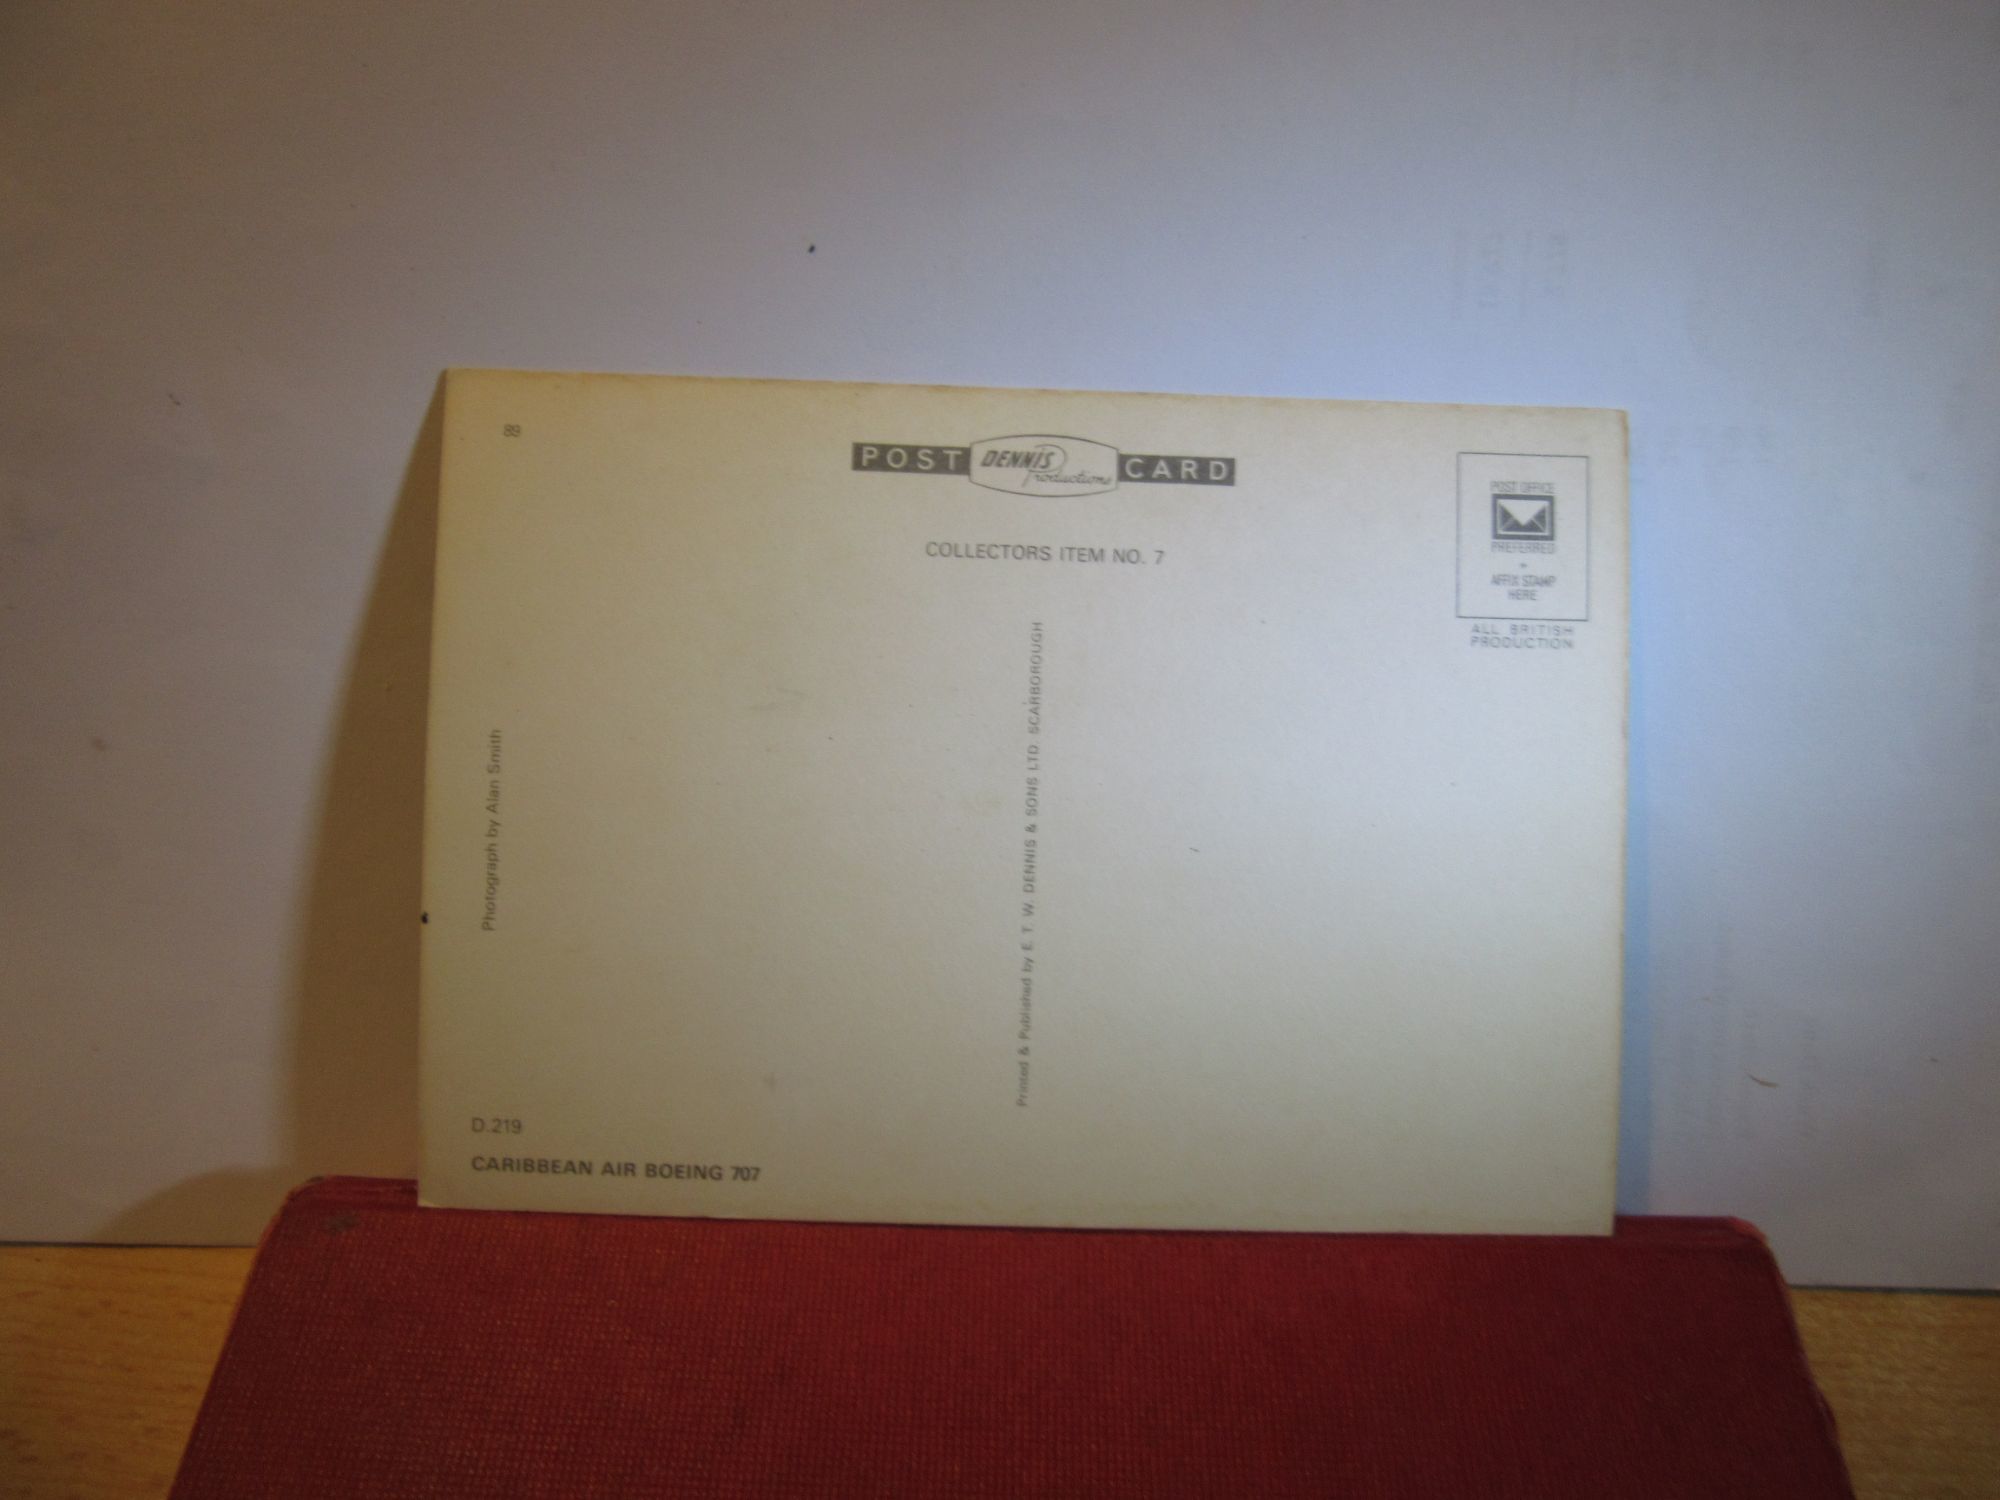 89
POST DENNIS Productions CARD
COLLECTORS ITEM NO. 7
POST OFFICE
PREFERRED
AFFIX STAMP
HERE
ALL BRITISH
PRODUCTION
Photograph by Alan Smith
Printed & Published by E. T. W. DENNIS & SONS LTD. SCARBOROUGH
D.219
CARIBBEAN AIR BOEING 707